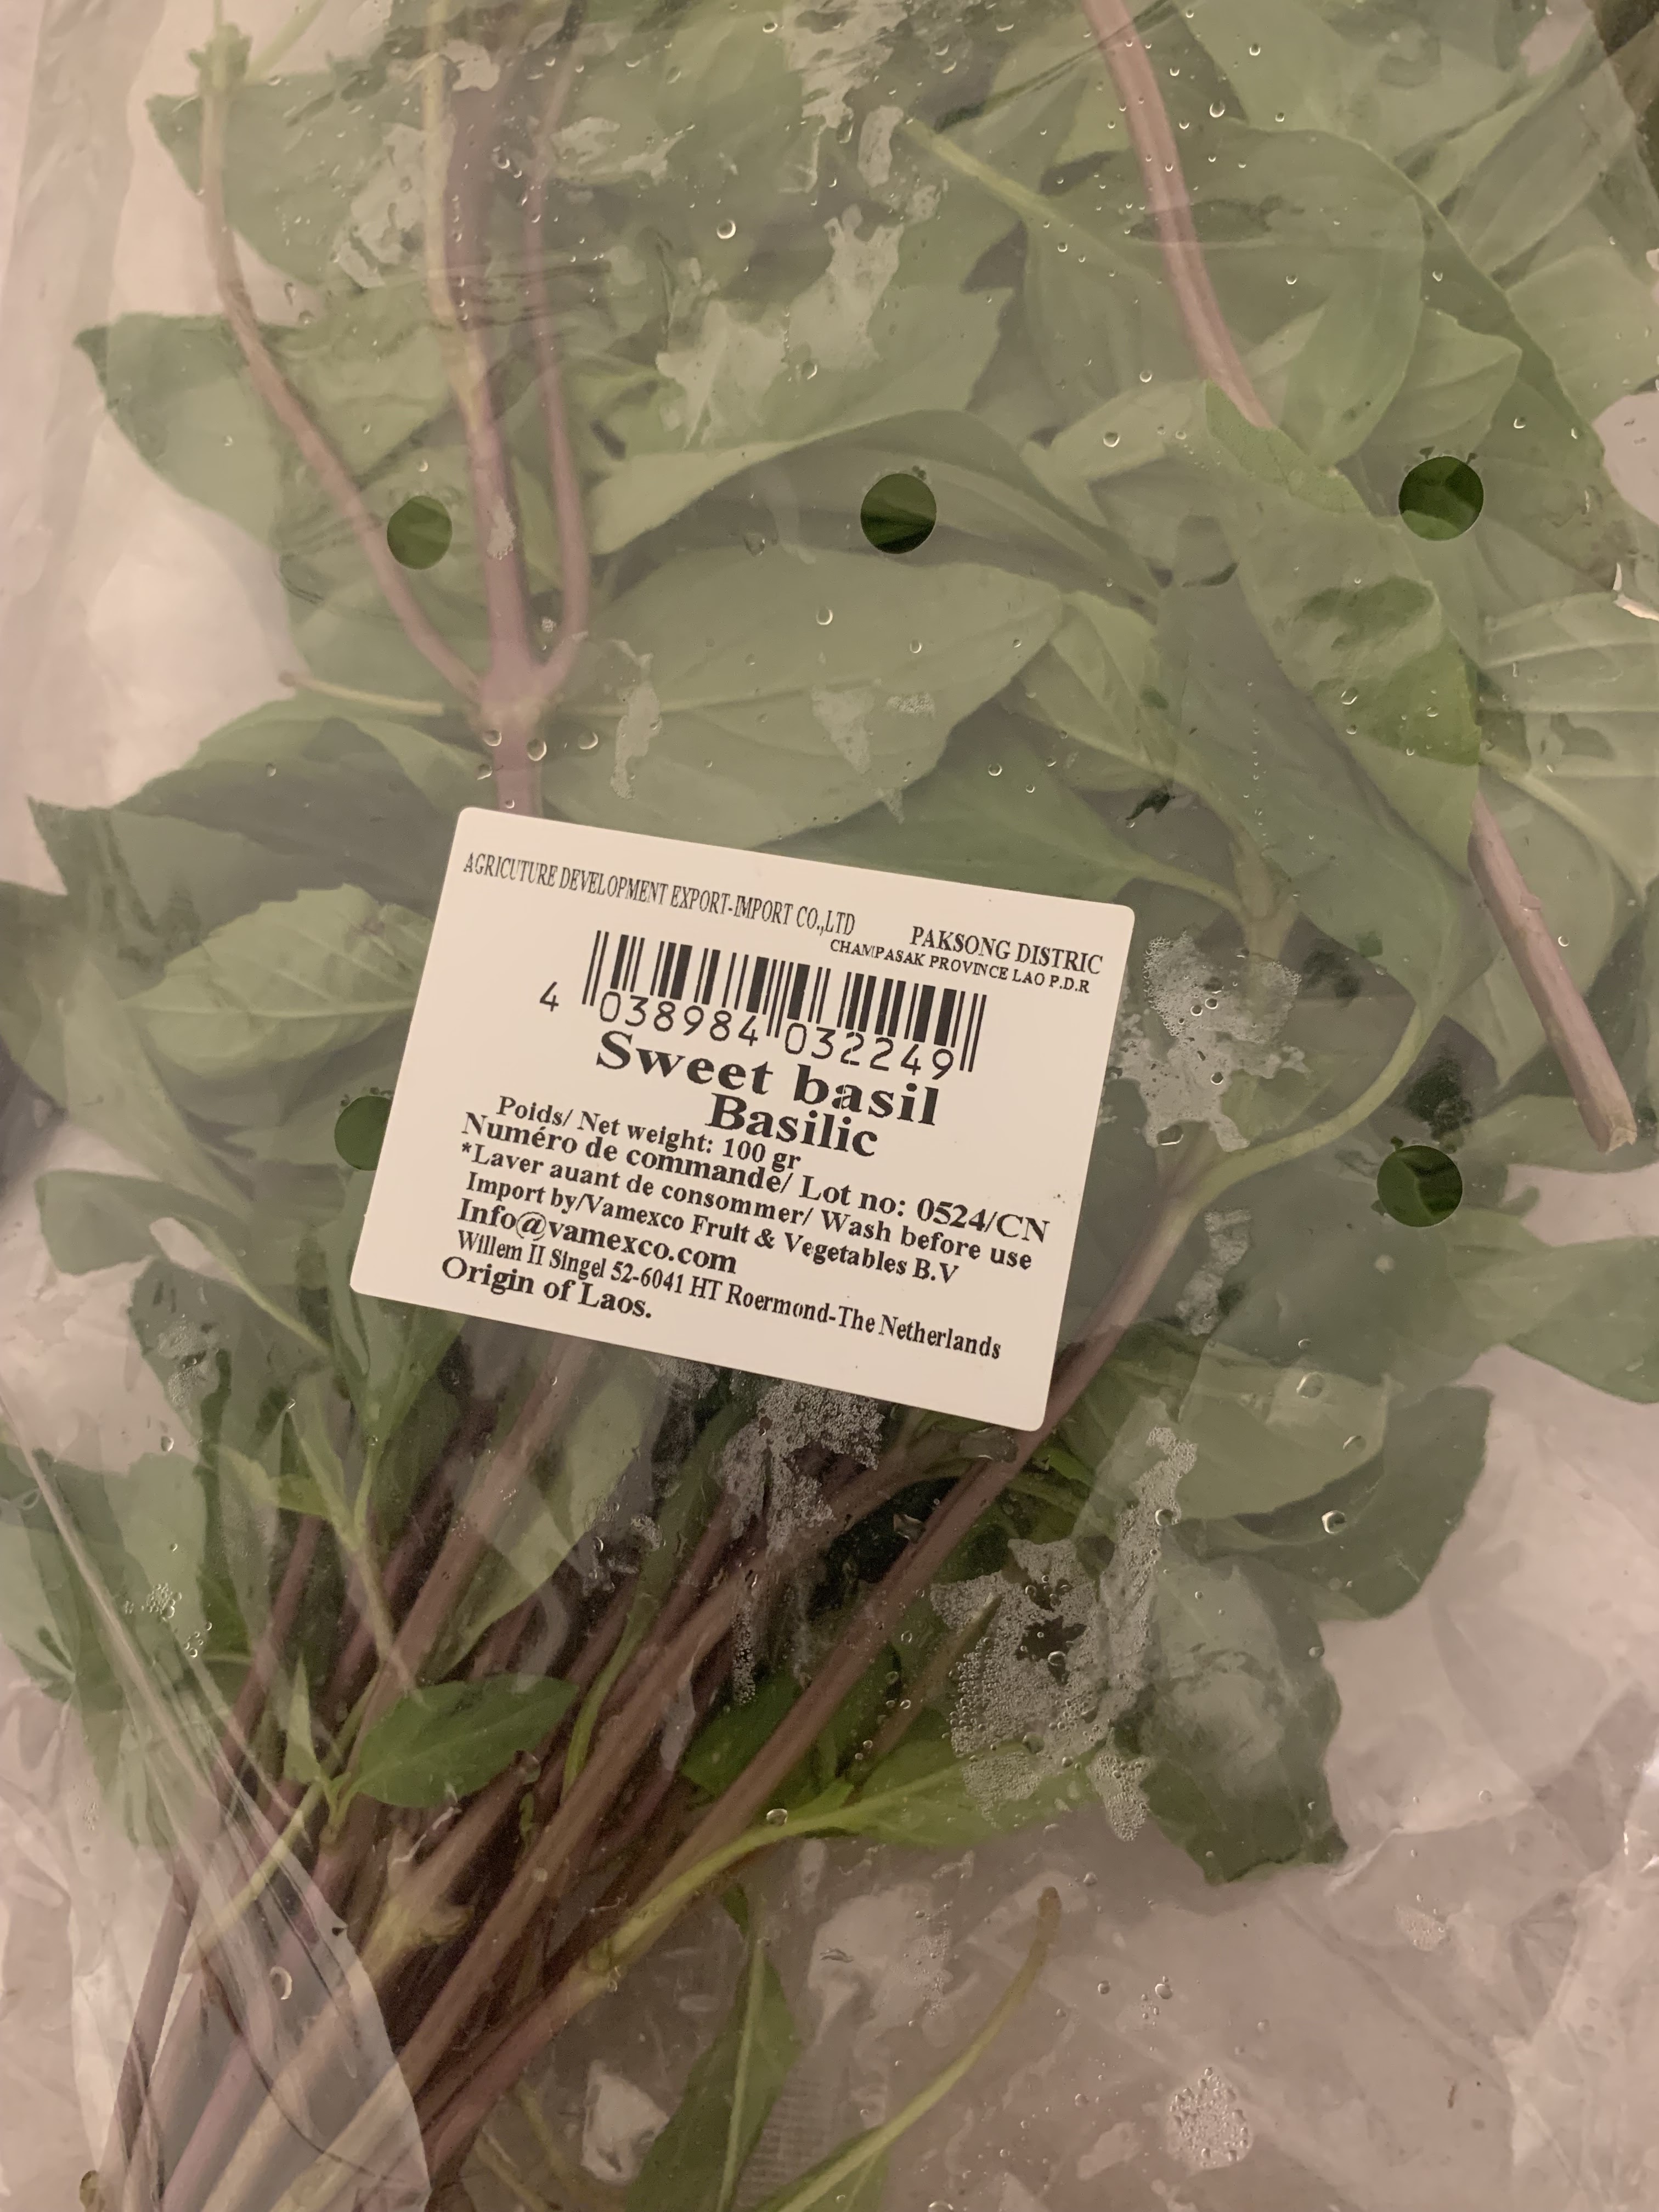 AGRICUTURE DEVELOPMENT EXPORT-IMPORT CO.,LTD
PAKSONG DISTRIC
CHAMPASAK PROVINCE LAO P.D.R
4 038984 032249
Sweet basil
Basilic
Poids/ Net weight: 100 gr
Numéro de commande/ Lot no: 0524/CN
*Laver auant de consommer/ Wash before use
Import by/Vamexco Fruit & Vegetables B.V
Info@vamexco.com
Willem II Singel 52-6041 HT Roermond-The Netherlands
Origin of Laos.